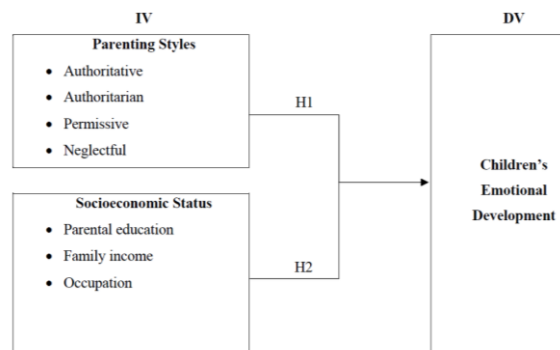 IV
Parenting Styles
• Authoritative
• Authoritarian
• Permissive
• Neglectful
H1
Socioeconomic Status
• Parental education
• Family income
• Occupation
H2
DV
Children's
Emotional
Development